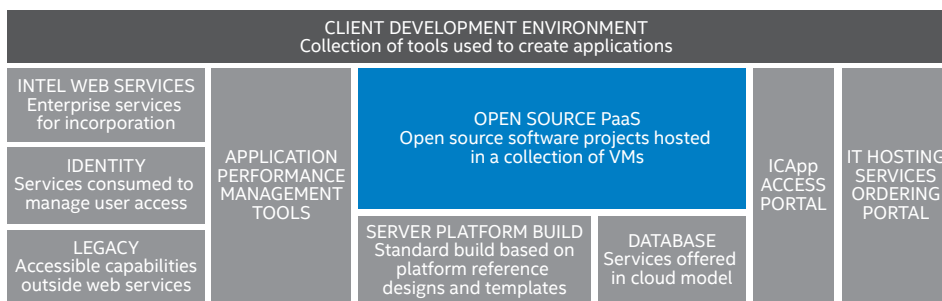 CLIENT DEVELOPMENT ENVIRONMENT
Collection of tools used to create applications
INTEL WEB SERVICES
Enterprise services
for incorporation
IDENTITY
Services consumed to
manage user access
LEGACY
Accessible capabilities
outside web services
APPLICATION
PERFORMANCE
MANAGEMENT
TOOLS
OPEN SOURCE PaaS
Open source software projects hosted
in a collection of VMs
SERVER PLATFORM BUILD
Standard build based on
platform reference
designs and templates
DATABASE
Services offered
in cloud model
ICApp
ACCESS
PORTAL
IT HOSTING
SERVICES
ORDERING
PORTAL